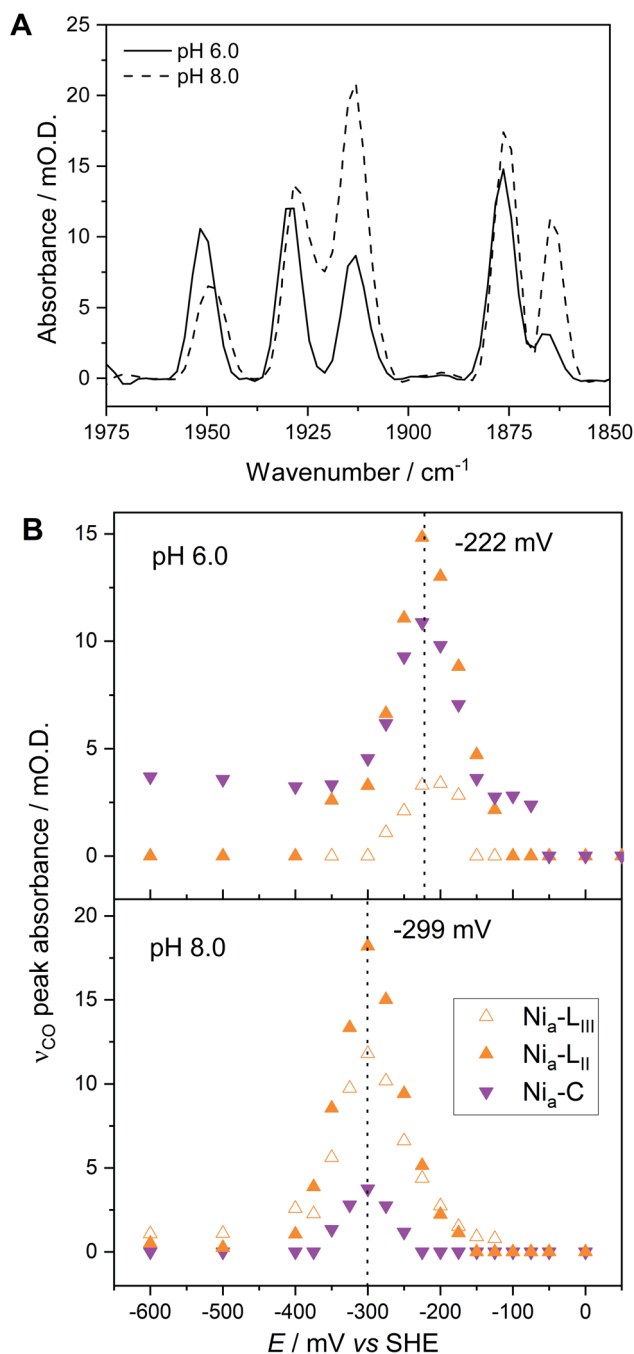 A
pH 6.0
pH 8.0
25
20
15
10
5
0
Absorbance / mO.D.
1975 1950 1925 1900 1875 1850
Wavenumber / cm⁻¹
B
pH 6.0
-222 mV
15
10
5
0
pH 8.0
-299 mV
20
15
10
5
0
νCO peak absorbance / mO.D.
Niₐ-LIII
Niₐ-LII
Niₐ-C
-600 -500 -400 -300 -200 -100 0
E / mV vs SHE